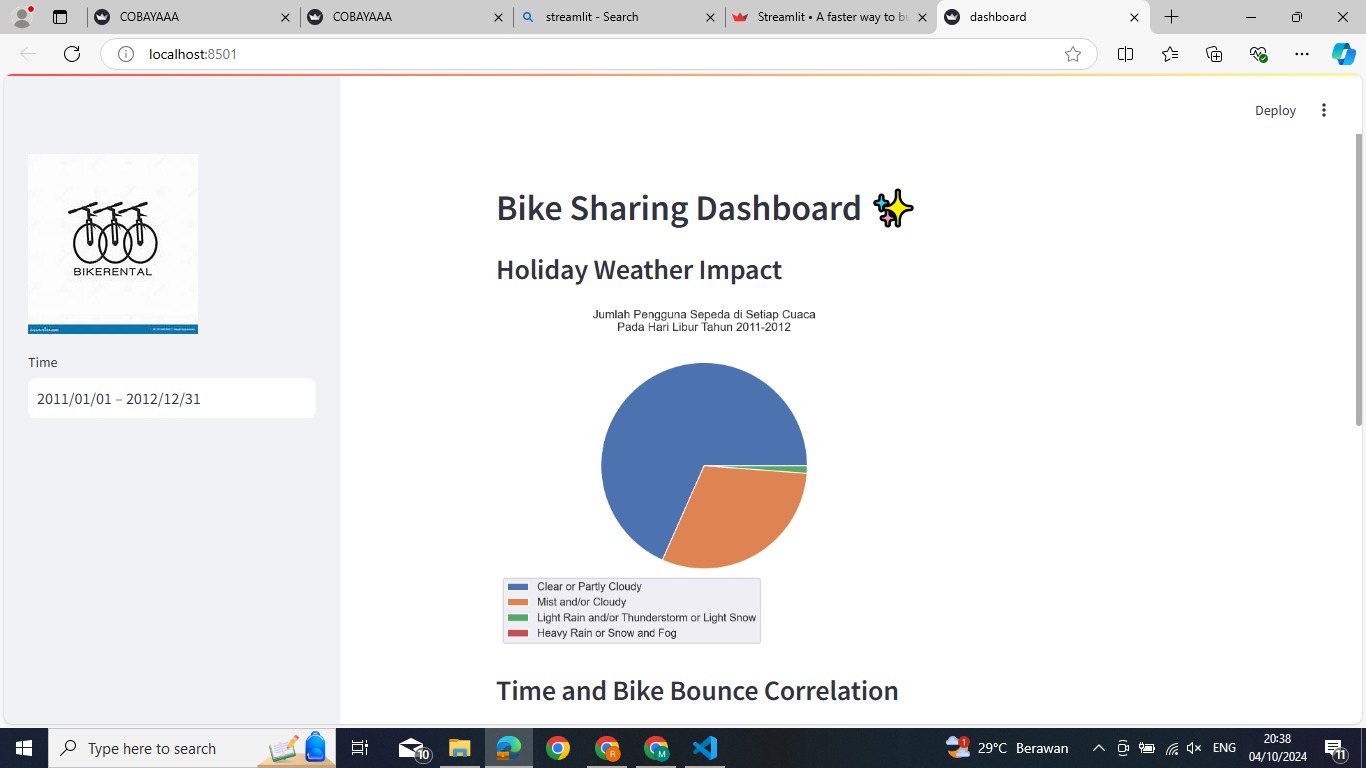 COBAYAAA
COBAYAAA
streamlit - Search
Streamlit • A faster way to bu
dashboard
localhost:8501
Deploy
BIKERENTAL
Time
2011/01/01 – 2012/12/31
Bike Sharing Dashboard
Holiday Weather Impact
Jumlah Pengguna Sepeda di Setiap Cuaca
Pada Hari Libur Tahun 2011-2012
Clear or Partly Cloudy
Mist and/or Cloudy
Light Rain and/or Thunderstorm or Light Snow
Heavy Rain or Snow and Fog
Time and Bike Bounce Correlation
Type here to search
10
R
M
1
29°C Berawan
ENG
20:38
04/10/2024
11